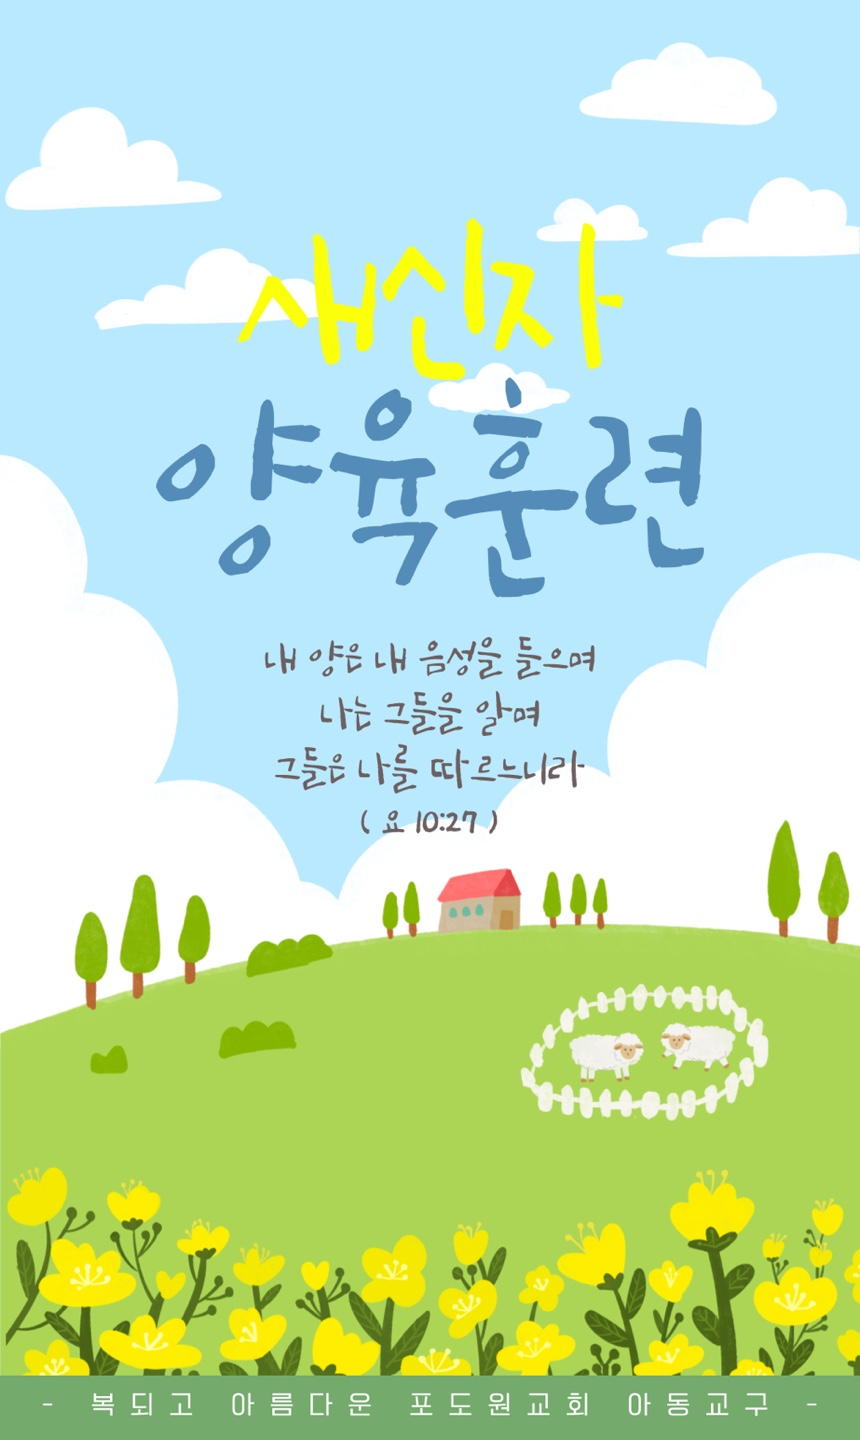 새신자
양육훈련
내 양은 내 음성을 들으며
나는 그들을 알며
그들은 나를 따르느니라
( 요 10:27 )
- 복되고 아름다운 포도원교회 아동교구 -